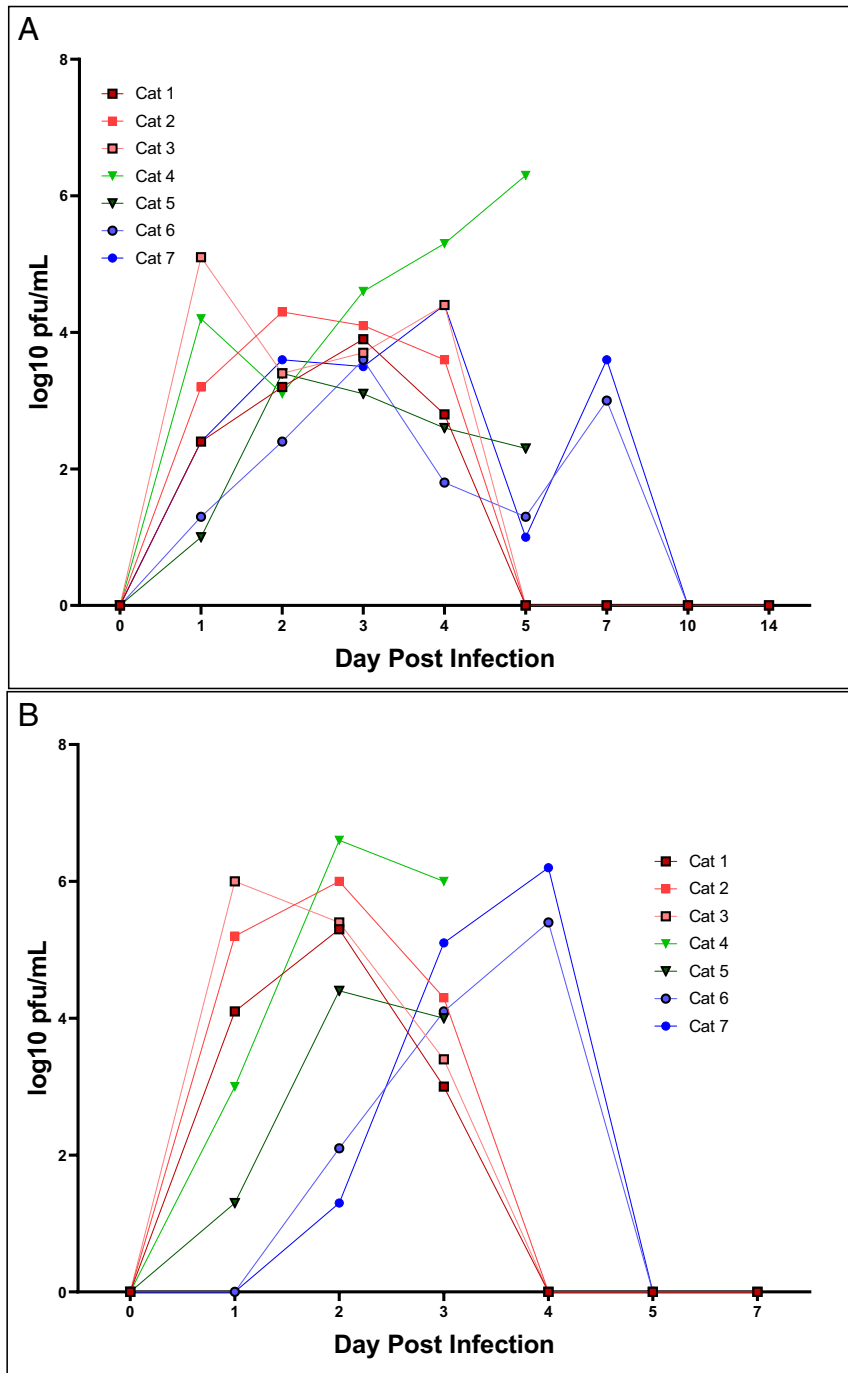 A
8
Cat 1
Cat 2
Cat 3
6
Cat 4
Cat 5
Cat 6
Cat 7
log10 pfu/mL
4
2
0
0 1 2 3 4 5 7 10 14
Day Post Infection
B
8
Cat 1
6
Cat 2
Cat 3
Cat 4
Cat 5
Cat 6
Cat 7
log10 pfu/mL
4
2
0
0 1 2 3 4 5 7
Day Post Infection